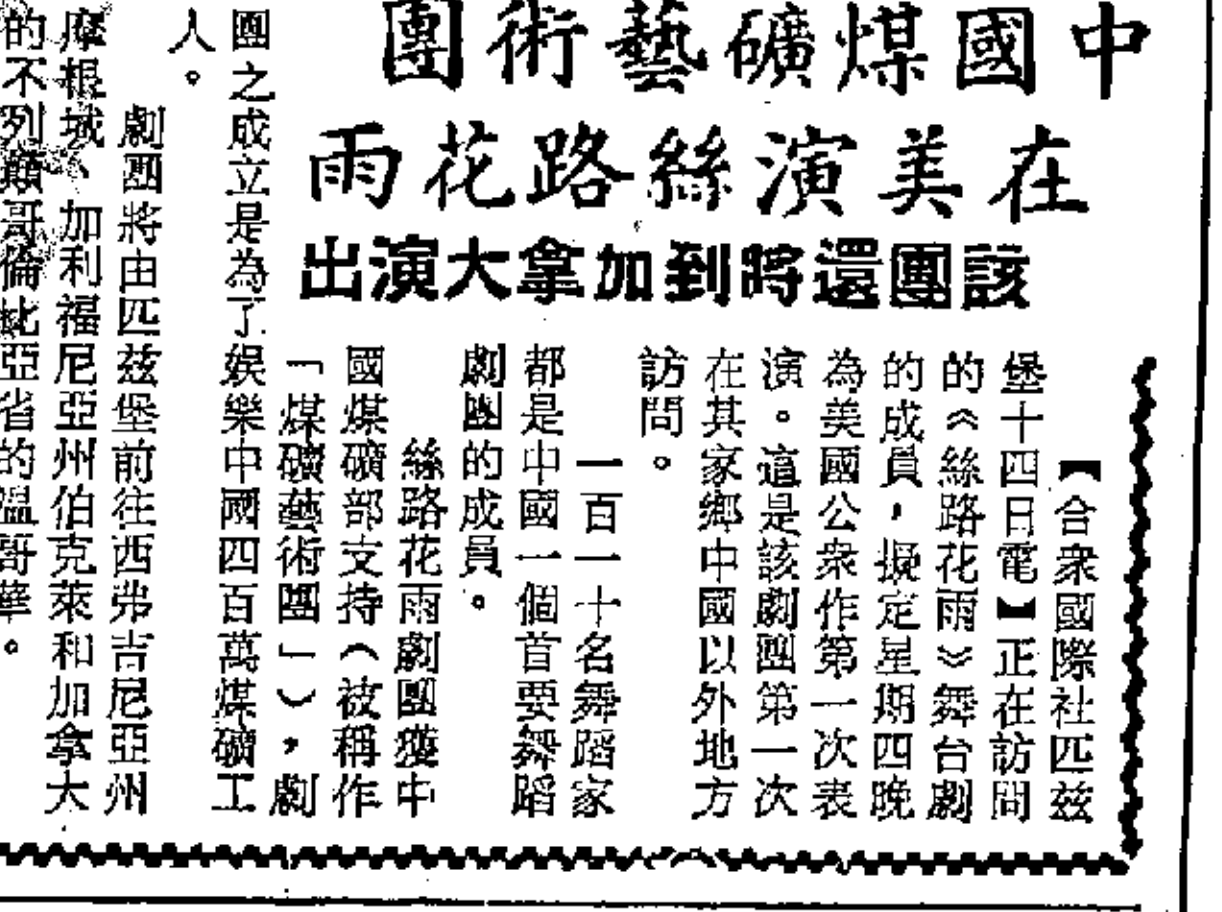 中國煤礦藝術團
在美演絲路花雨
該團還將到加拿大演出
【合衆國際社匹茲
堡十四日電】正在訪問
的《絲路花雨》舞台劇
的成員，擬定星期四晚
為美國公衆作第一次表
演。這是該劇團第一次
在其家鄉中國以外地方
訪問。
一百一十名舞蹈家
都是中國一個首要舞蹈
劇團的成員。
絲路花雨劇團獲中
國煤礦部支持（被稱作
「煤礦藝術團」），劇
團之成立是為了娛樂中國四百萬煤礦工
人。
劇團將由匹茲堡前往西弗吉尼亞州
摩根城、加利福尼亞州伯克萊和加拿大
的不列顛哥倫比亞省的溫哥華。